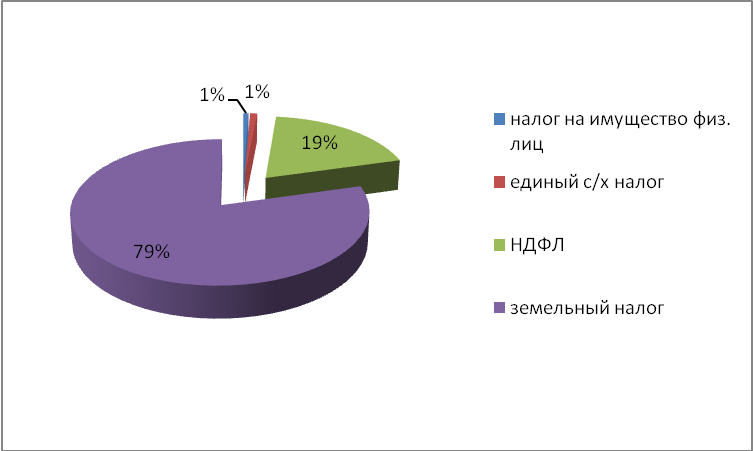 1%
1%
19%
79%
налог на имущество физ.
лиц
единый с/х налог
НДФЛ
земельный налог